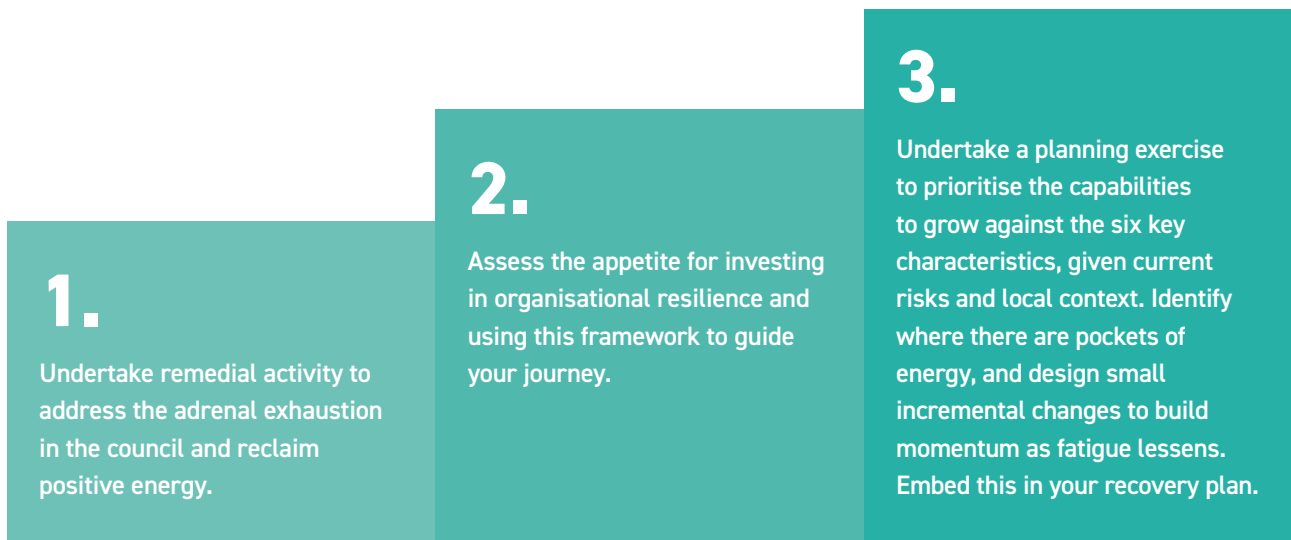 1.
Undertake remedial activity to
address the adrenal exhaustion
in the council and reclaim
positive energy.
2.
Assess the appetite for investing
in organisational resilience and
using this framework to guide
your journey.
3.
Undertake a planning exercise
to prioritise the capabilities
to grow against the six key
characteristics, given current
risks and local context. Identify
where there are pockets of
energy, and design small
incremental changes to build
momentum as fatigue lessens.
Embed this in your recovery plan.